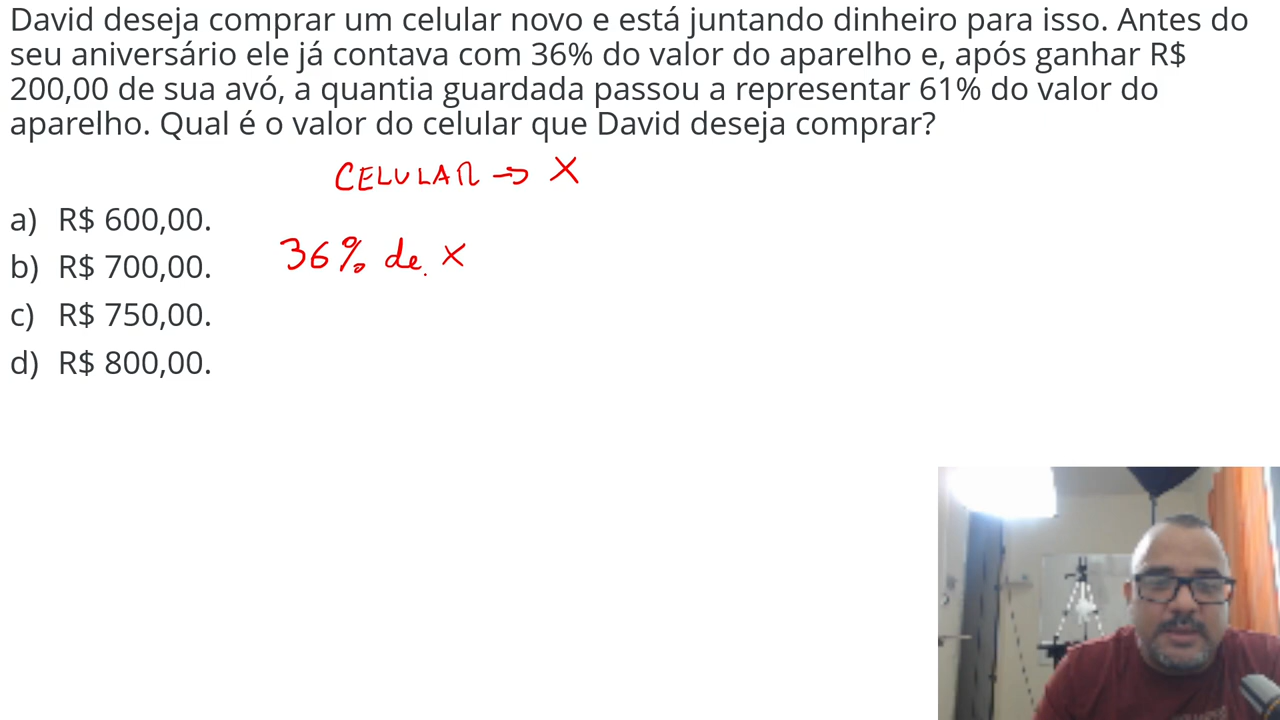 David deseja comprar um celular novo e está juntando dinheiro para isso. Antes do
seu aniversário ele já contava com 36% do valor do aparelho e, após ganhar R$
200,00 de sua avó, a quantia guardada passou a representar 61% do valor do
aparelho. Qual é o valor do celular que David deseja comprar?
CELULAR → X
a) R$ 600,00.
36% de x
b) R$ 700,00.
c) R$ 750,00.
d) R$ 800,00.